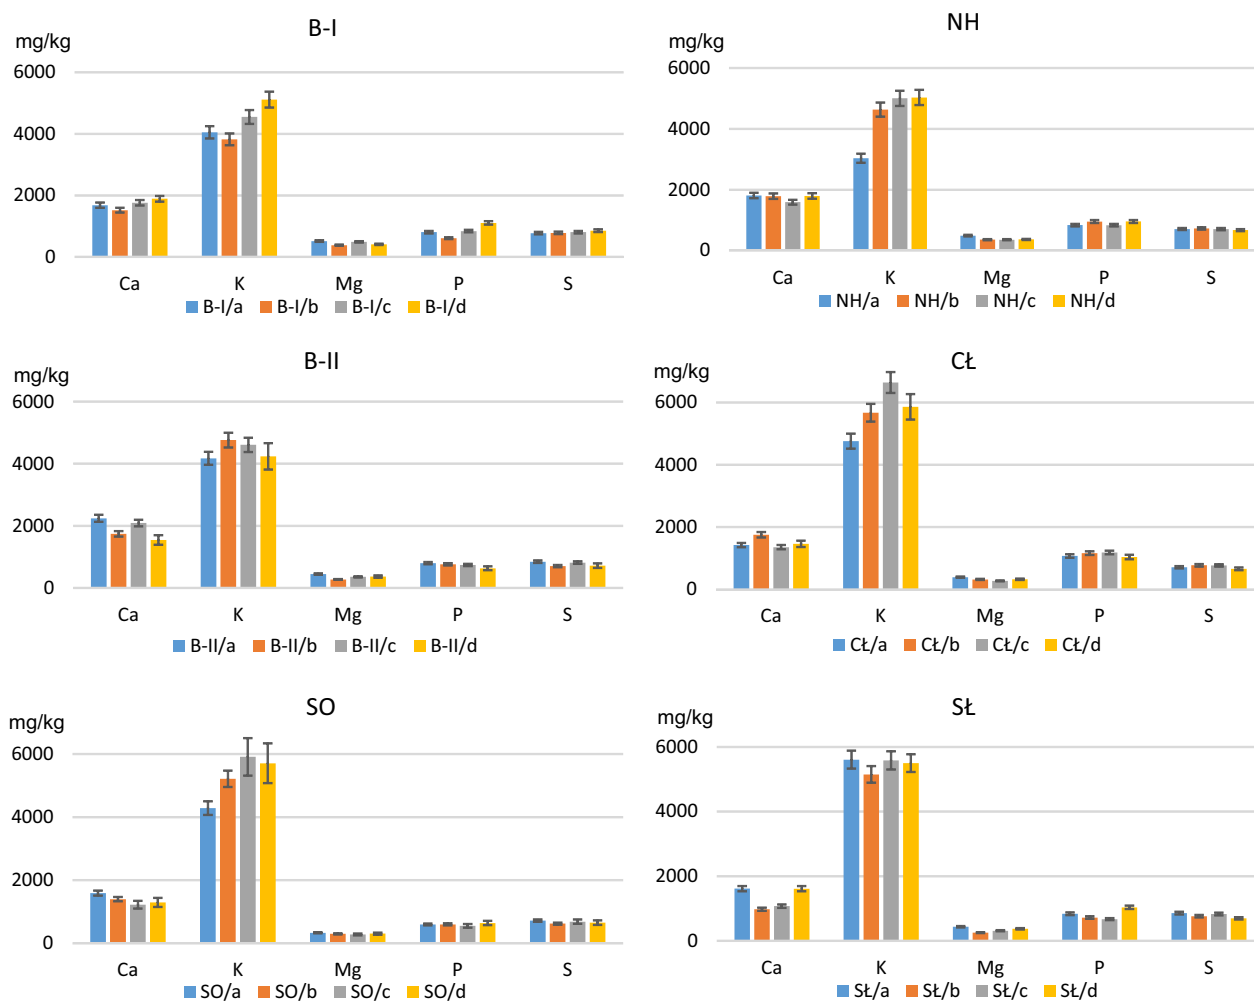 B-I
mg/kg
6000
4000
2000
0
Ca K Mg P S
B-I/a B-I/b B-I/c B-I/d
NH
mg/kg
6000
4000
2000
0
Ca K Mg P S
NH/a NH/b NH/c NH/d
B-II
mg/kg
6000
4000
2000
0
Ca K Mg P S
B-II/a B-II/b B-II/c B-II/d
CŁ
mg/kg
6000
4000
2000
0
Ca K Mg P S
CŁ/a CŁ/b CŁ/c CŁ/d
SO
mg/kg
6000
4000
2000
0
Ca K Mg P S
SO/a SO/b SO/c SO/d
SŁ
mg/kg
6000
4000
2000
0
Ca K Mg P S
SŁ/a SŁ/b SŁ/c SŁ/d